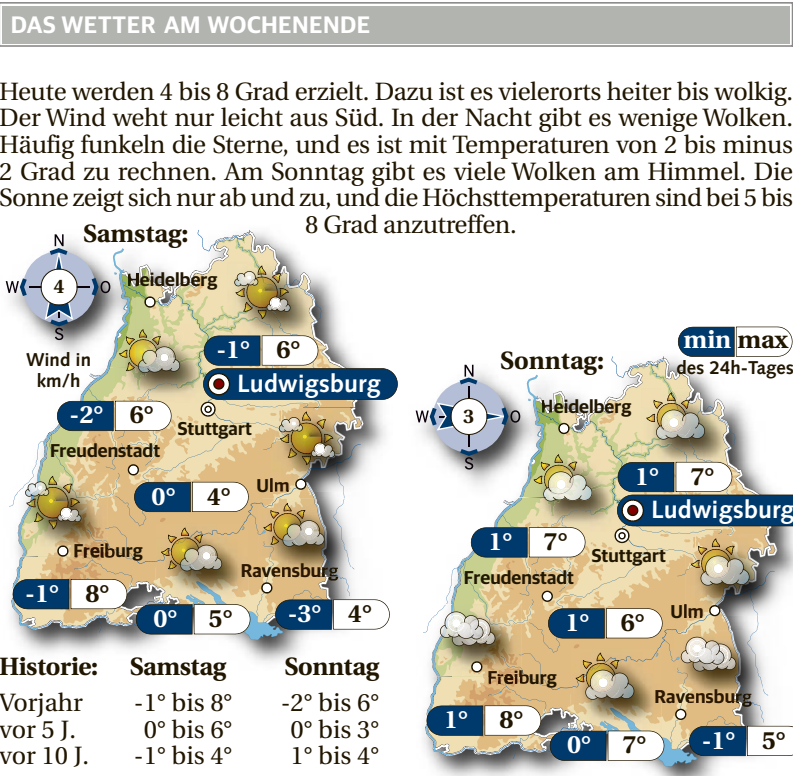 DAS WETTER AM WOCHENENDE
Heute werden 4 bis 8 Grad erzielt. Dazu ist es vielerorts heiter bis wolkig.
Der Wind weht nur leicht aus Süd. In der Nacht gibt es wenige Wolken.
Häufig funkeln die Sterne, und es ist mit Temperaturen von 2 bis minus
2 Grad zu rechnen. Am Sonntag gibt es viele Wolken am Himmel. Die
Sonne zeigt sich nur ab und zu, und die Höchsttemperaturen sind bei 5 bis
8 Grad anzutreffen.
Samstag:
N
W 4 O
S
Wind in
km/h
Heidelberg
-1° 6°
Ludwigsburg
-2° 6°
Stuttgart
Freudenstadt
0° 4°
Ulm
Freiburg
Ravensburg
-1° 8°
0° 5°
-3° 4°
Sonntag:
min max
des 24h-Tages
N
W 3 O
S
Heidelberg
1° 7°
Ludwigsburg
1° 7°
Stuttgart
Freudenstadt
1° 6°
Ulm
Freiburg
Ravensburg
1° 8°
0° 7°
-1° 5°
Historie: Samstag Sonntag
Vorjahr -1° bis 8° -2° bis 6°
vor 5 J. 0° bis 6° 0° bis 3°
vor 10 J. -1° bis 4° 1° bis 4°